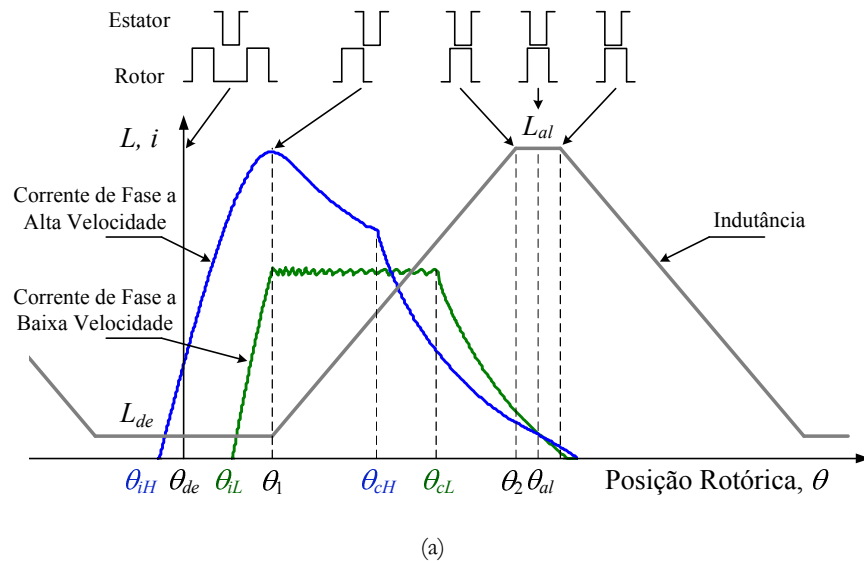 Estator
Rotor
L, i
L_al
Corrente de Fase a
Alta Velocidade
Indutância
Corrente de Fase a
Baixa Velocidade
L_de
θ_iH θ_de θ_iL θ_1 θ_cH θ_cL θ_2 θ_al Posição Rotórica, θ
(a)